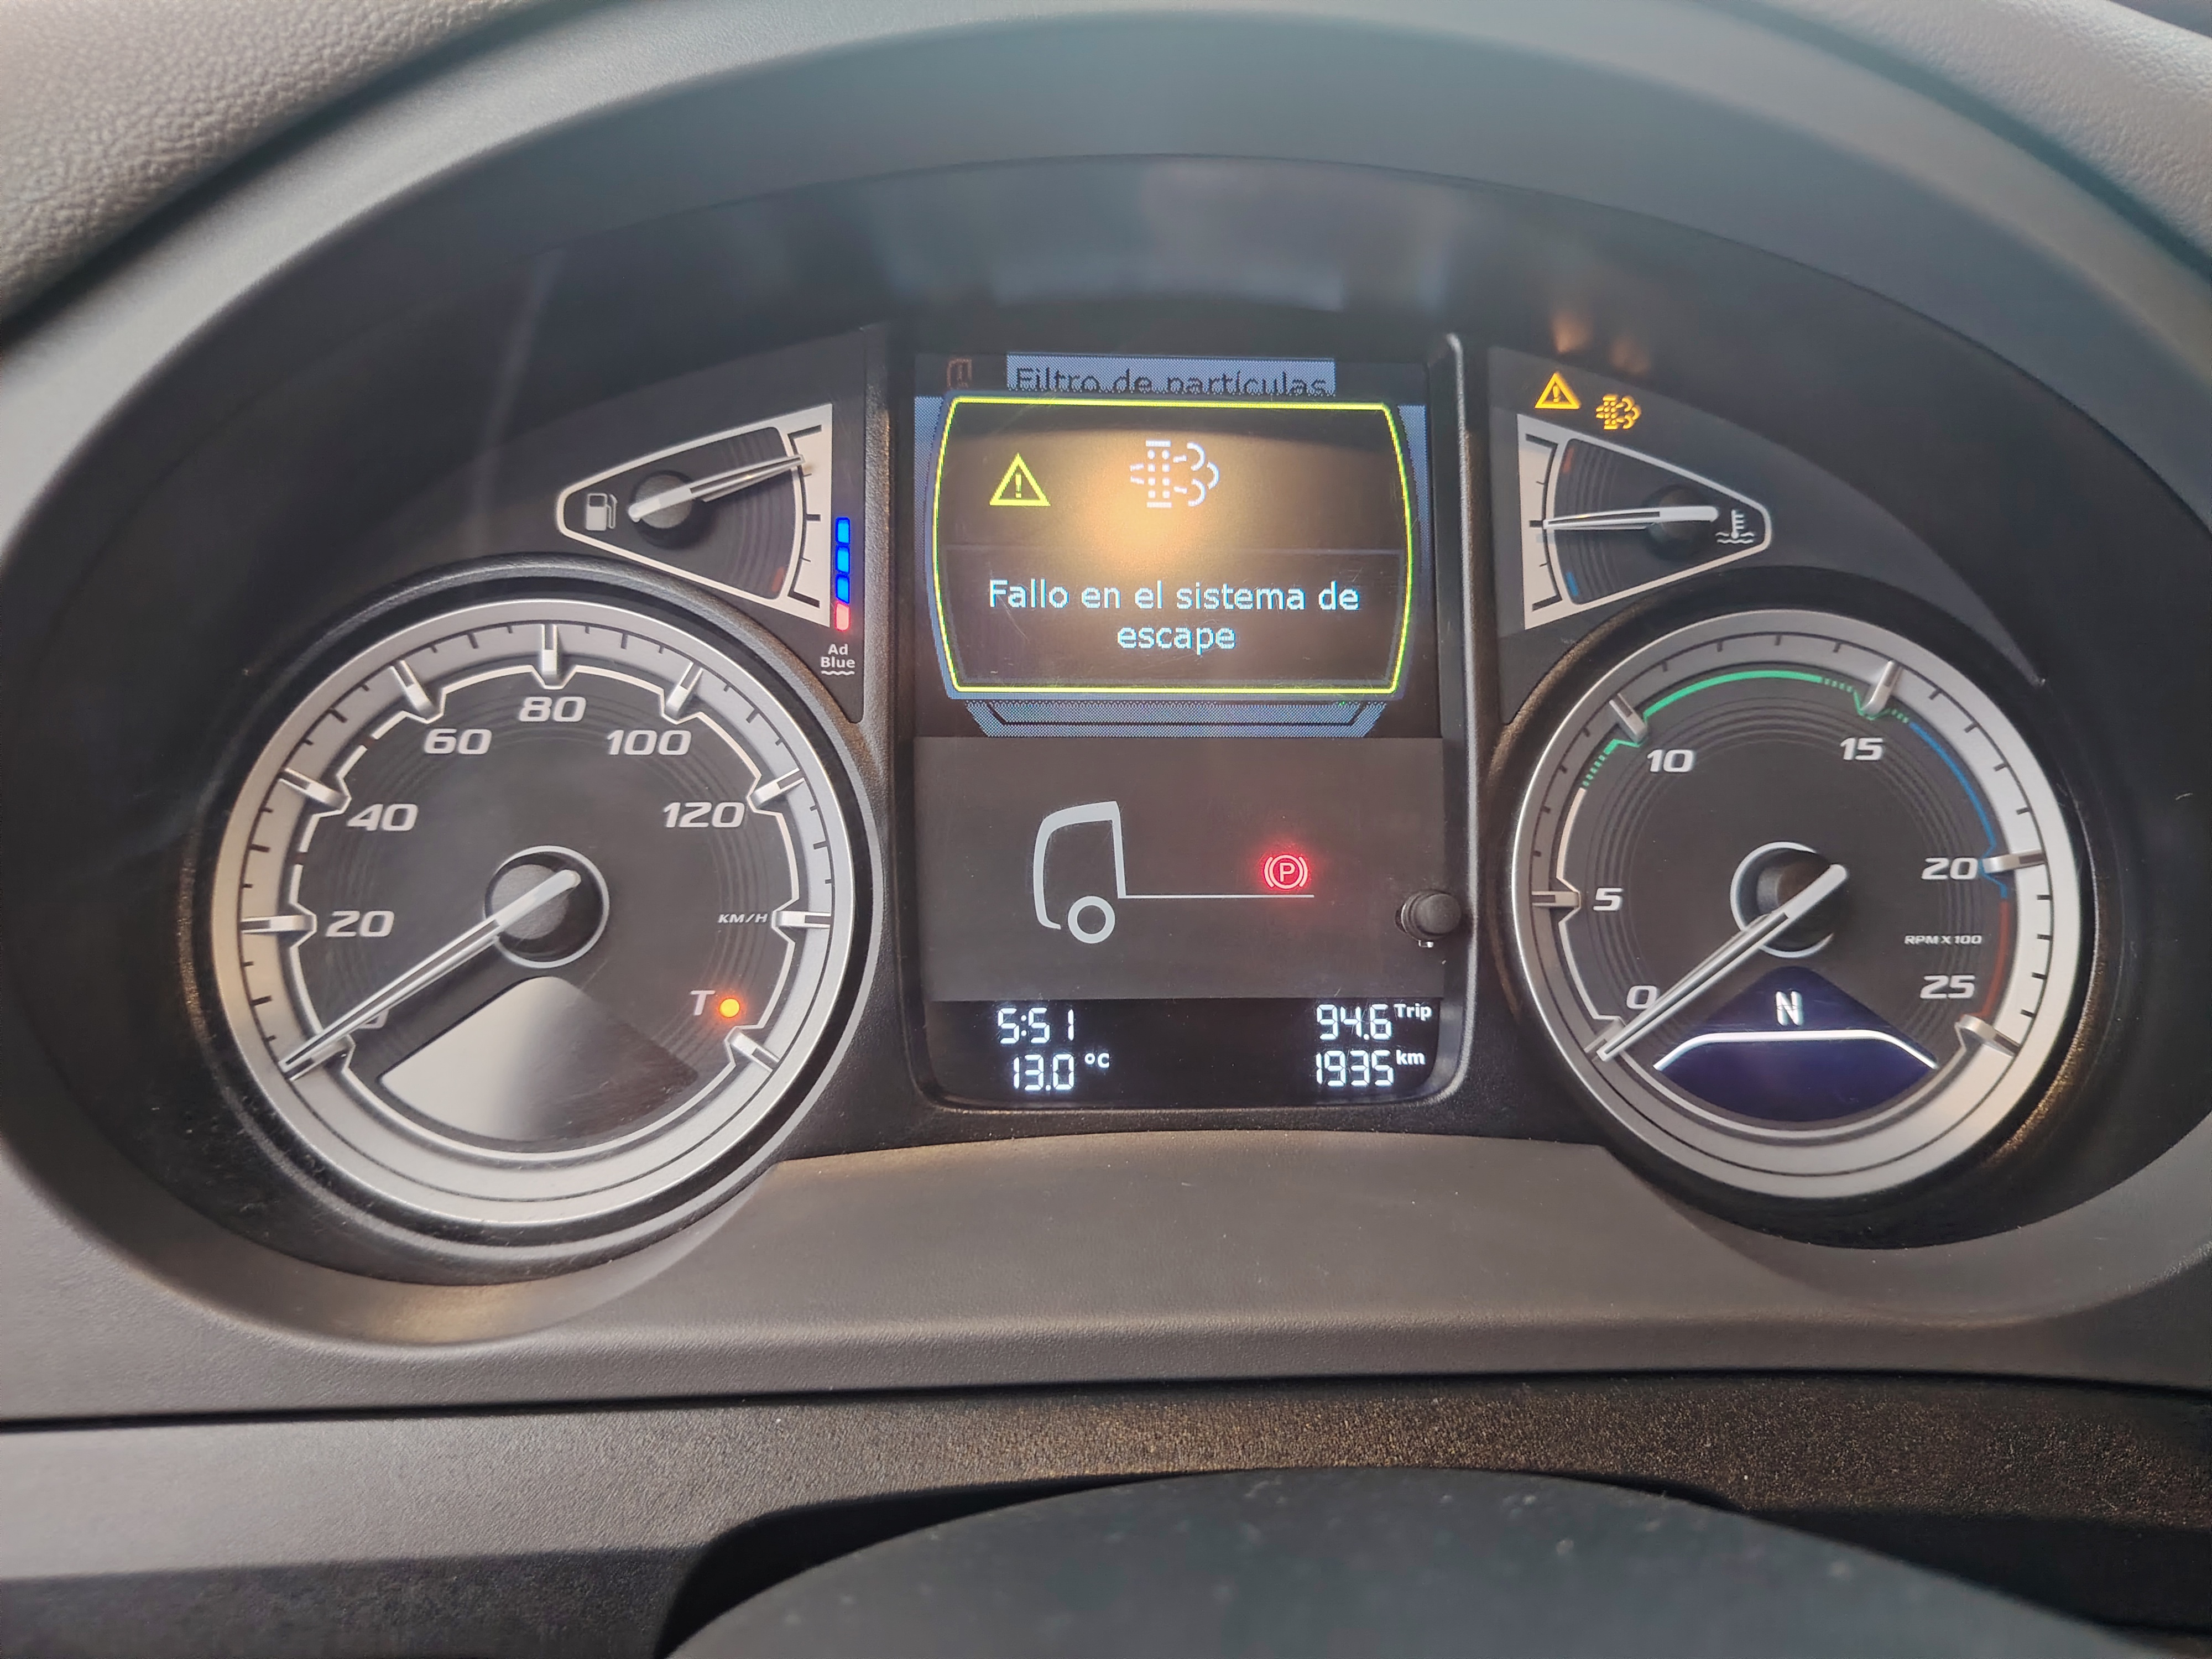 Filtro de partículas
Fallo en el sistema de
escape
Ad
Blue
20
40
60
80
100
120
KM/H
T
P
5:51
13.0 °C
94.6 Trip
1935 km
0
5
10
15
20
25
RPM X 100
N